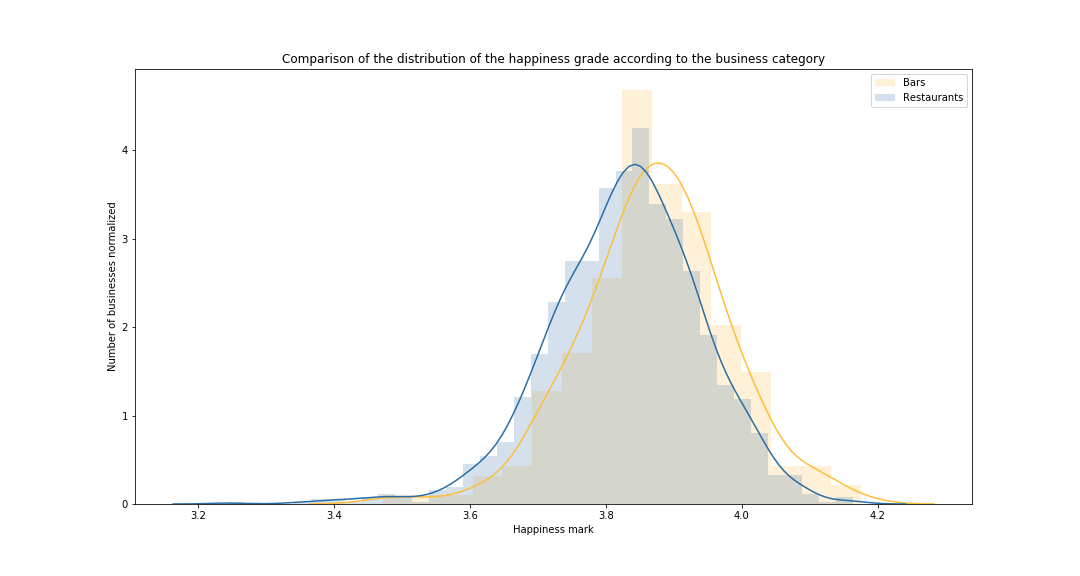 Comparison of the distribution of the happiness grade according to the business category
Bars
Restaurants
Number of businesses normalized
4
3
2
1
0
3.2 3.4 3.6 3.8 4.0 4.2
Happiness mark